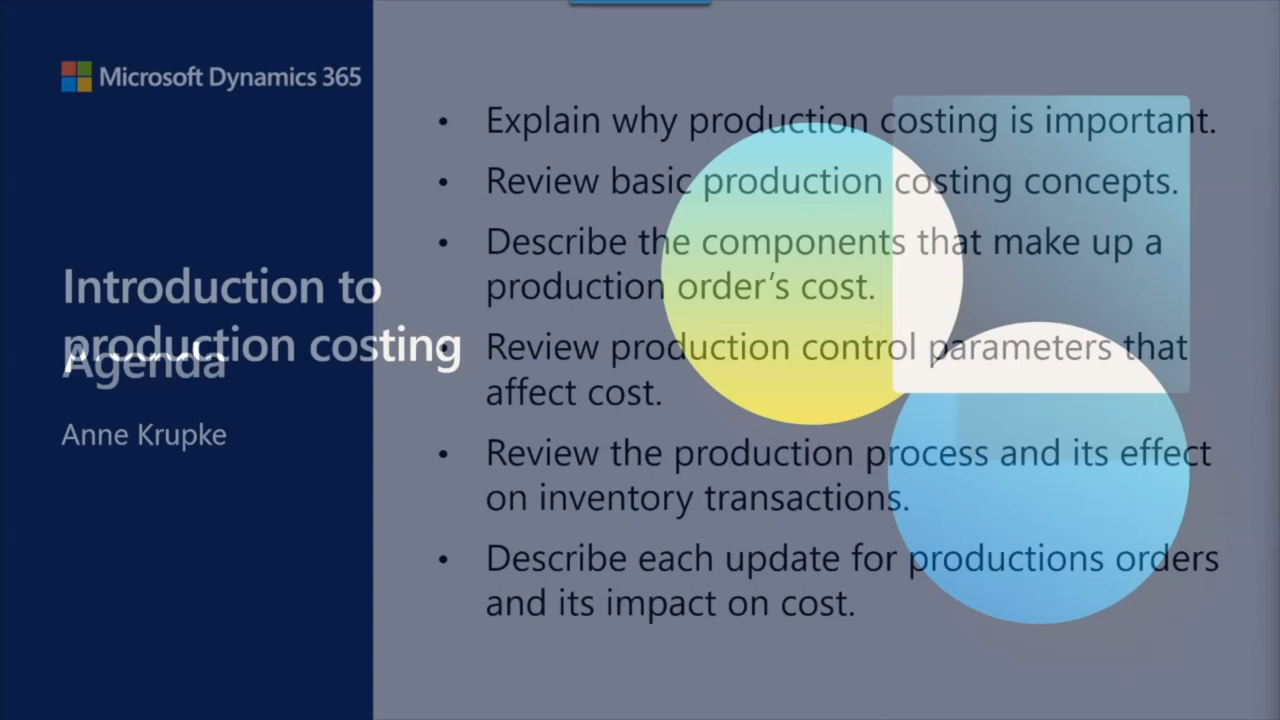 Microsoft Dynamics 365
Introduction to
production costing
Agenda
Anne Krupke
• Explain why production costing is important.
• Review basic production costing concepts.
• Describe the components that make up a
production order's cost.
• Review production control parameters that
affect cost.
• Review the production process and its effect
on inventory transactions.
• Describe each update for productions orders
and its impact on cost.